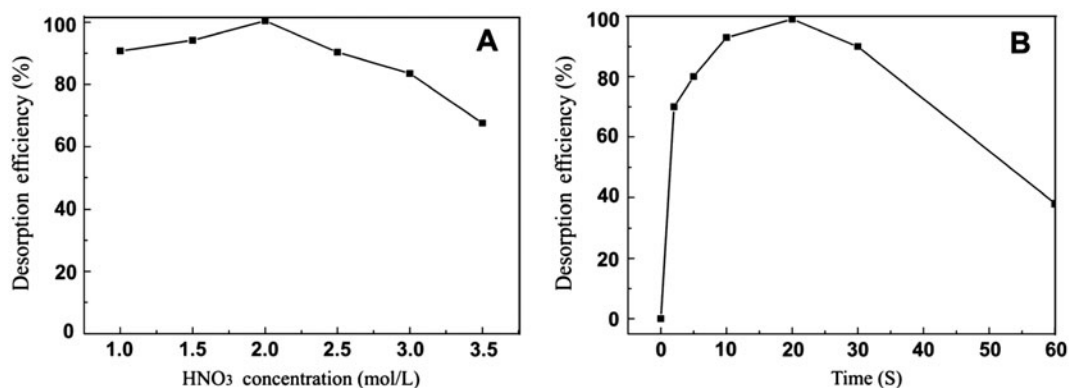 A
Desorption efficiency (%)
100
80
60
40
20
0
1.0 1.5 2.0 2.5 3.0 3.5
HNO₃ concentration (mol/L)
B
Desorption efficiency (%)
100
80
60
40
20
0
0 10 20 30 40 50 60
Time (S)